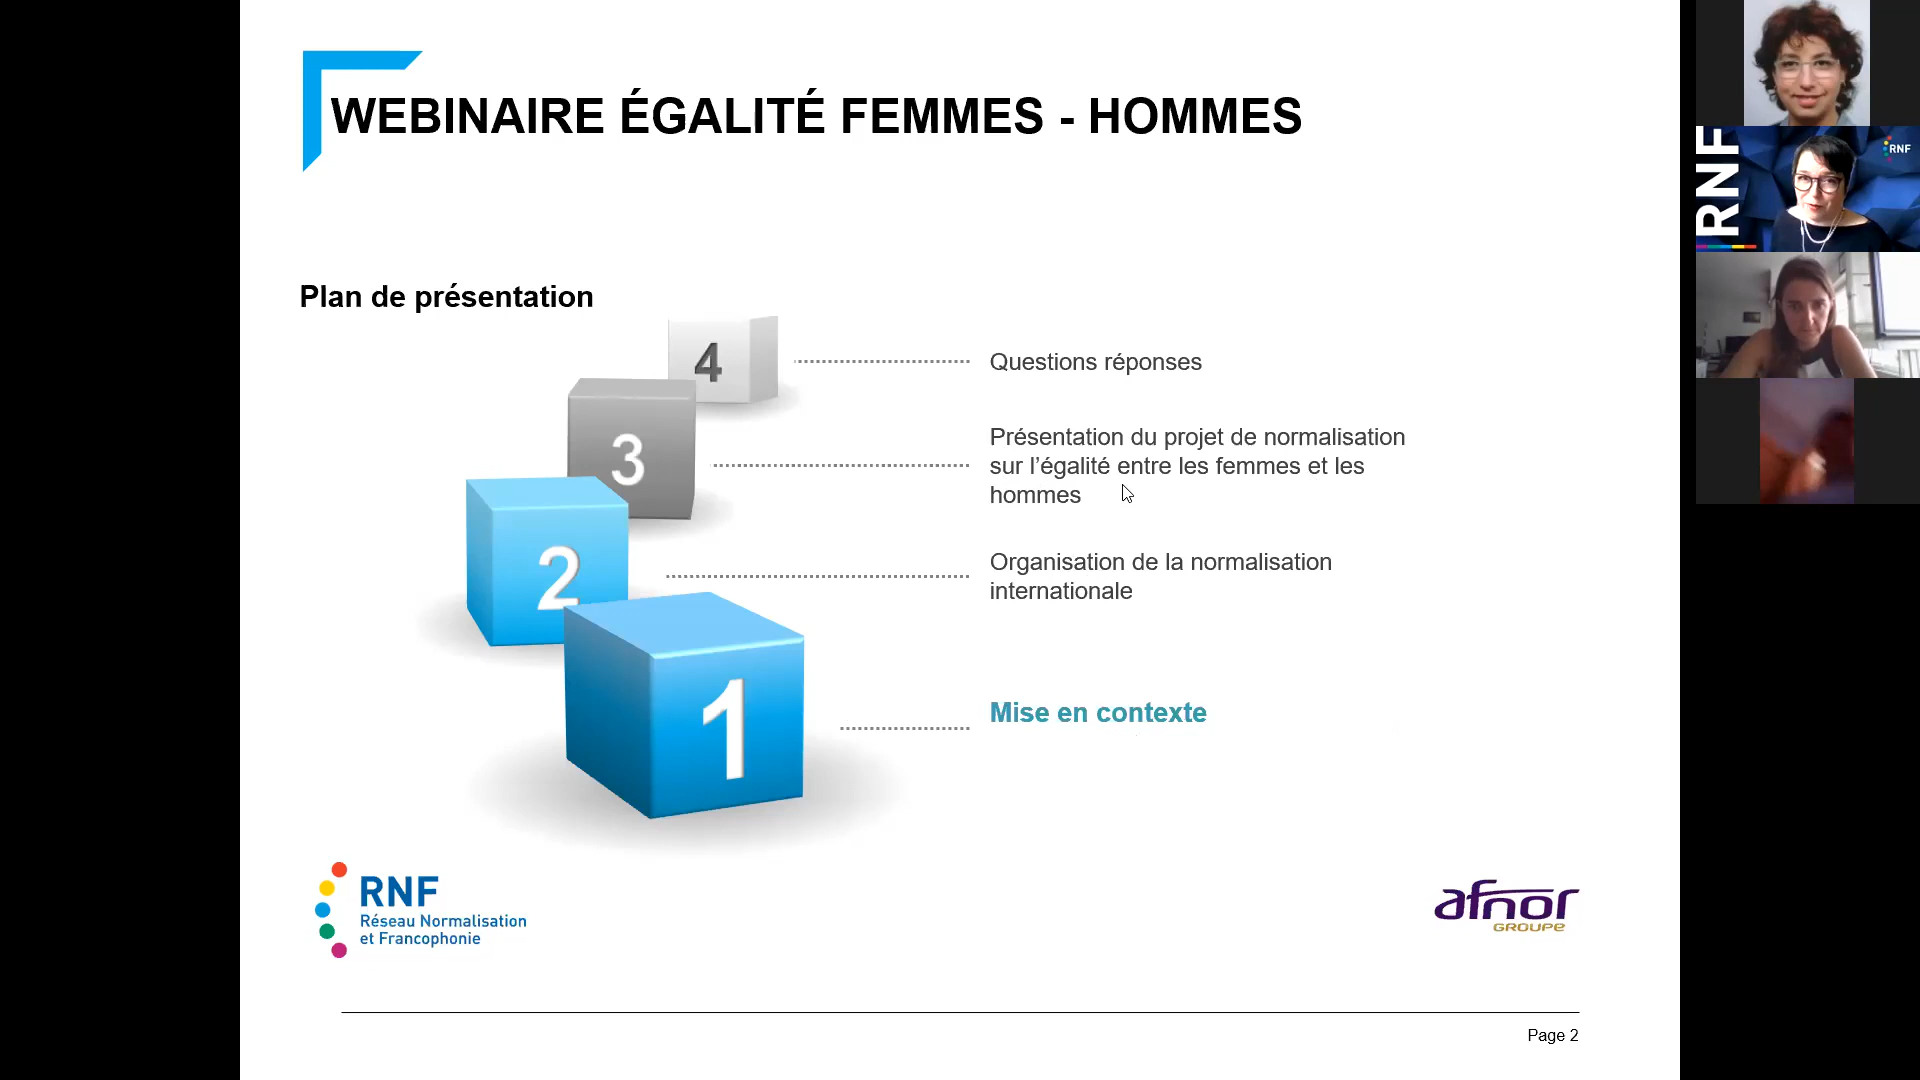 WEBINAIRE ÉGALITÉ FEMMES - HOMMES
Plan de présentation
4
Questions réponses
3
Présentation du projet de normalisation
sur l’égalité entre les femmes et les
hommes
2
Organisation de la normalisation
internationale
1
Mise en contexte
RNF
Réseau Normalisation
et Francophonie
afnor
GROUPE
Page 2
RNF
RNF